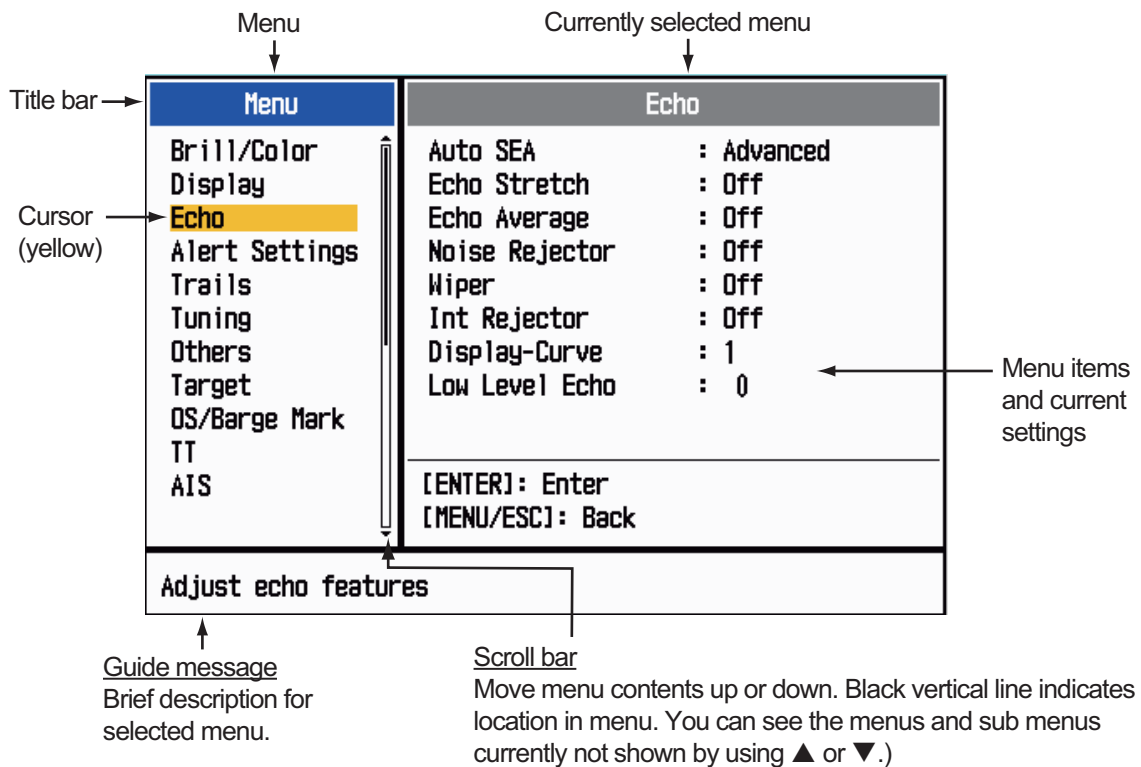 Menu
Currently selected menu
Title bar
Menu
Echo
Brill/Color
Display
Echo
Alert Settings
Trails
Tuning
Others
Target
OS/Barge Mark
TT
AIS
Cursor
(yellow)
Auto SEA : Advanced
Echo Stretch : Off
Echo Average : Off
Noise Rejector : Off
Wiper : Off
Int Rejector : Off
Display-Curve : 1
Low Level Echo : 0
Menu items
and current
settings
[ENTER]: Enter
[MENU/ESC]: Back
Adjust echo features
Guide message
Brief description for
selected menu.
Scroll bar
Move menu contents up or down. Black vertical line indicates
location in menu. You can see the menus and sub menus
currently not shown by using ▲ or ▼.)